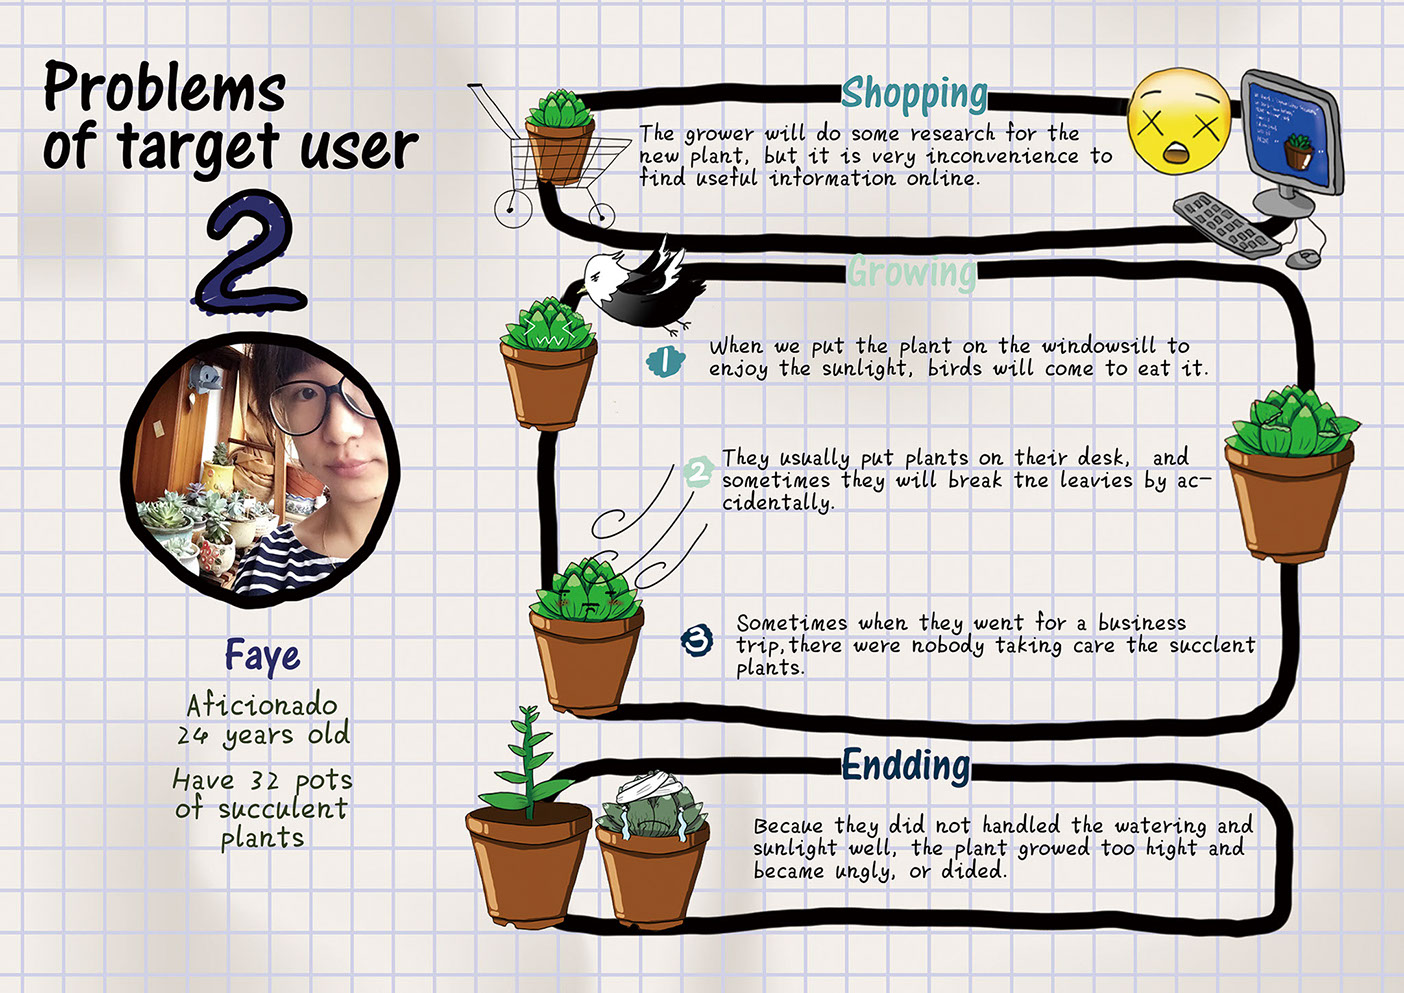 Problems
of target user
2
Faye
Aficionado
24 years old
Have 32 pots
of succulent
plants
Shopping
The grower will do some research for the
new plant, but it is very inconvenience to
find useful information online.
Growing
1
When we put the plant on the windowsill to
enjoy the sunlight, birds will come to eat it.
2
They usually put plants on their desk, and
sometimes they will break tne leavies by ac-
cidentally.
3
Sometimes when they went for a business
trip,there were nobody taking care the succlent
plants.
Endding
Becaue they did not handled the watering and
sunlight well, the plant growed too hight and
became ungly, or dided.